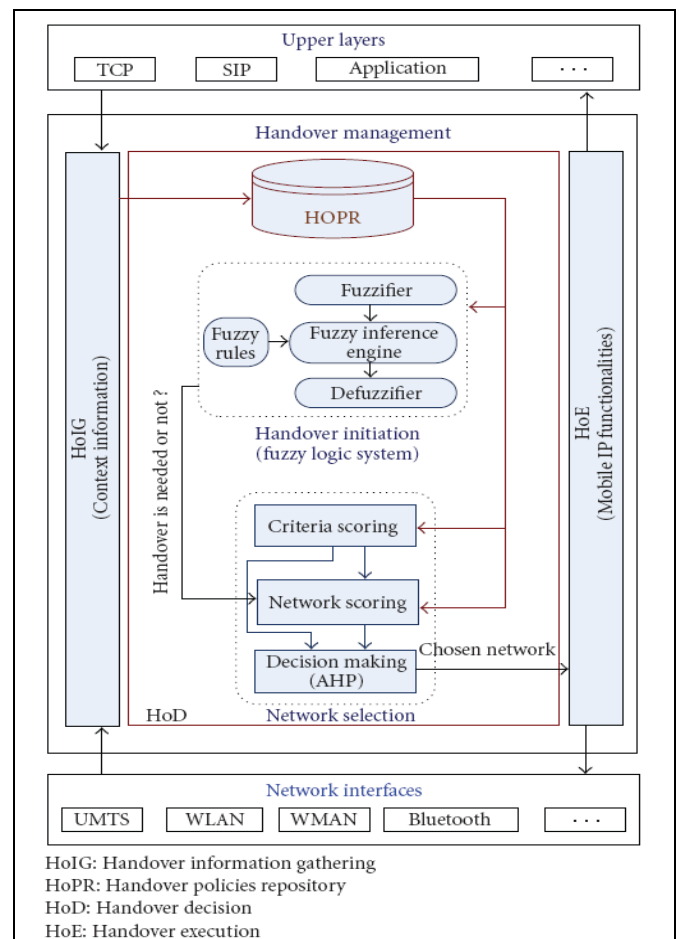 Upper layers
TCP
SIP
Application
. . .
Handover management
HoIG
(Context information)
HOPR
Fuzzifier
Fuzzy
rules
Fuzzy inference
engine
Defuzzifier
Handover initiation
(fuzzy logic system)
Handover is needed or not ?
Criteria scoring
Network scoring
Decision making
(AHP)
Chosen network
HoD
Network selection
HoE
(Mobile IP functionalities)
Network interfaces
UMTS
WLAN
WMAN
Bluetooth
. . .
HoIG: Handover information gathering
HoPR: Handover policies repository
HoD: Handover decision
HoE: Handover execution